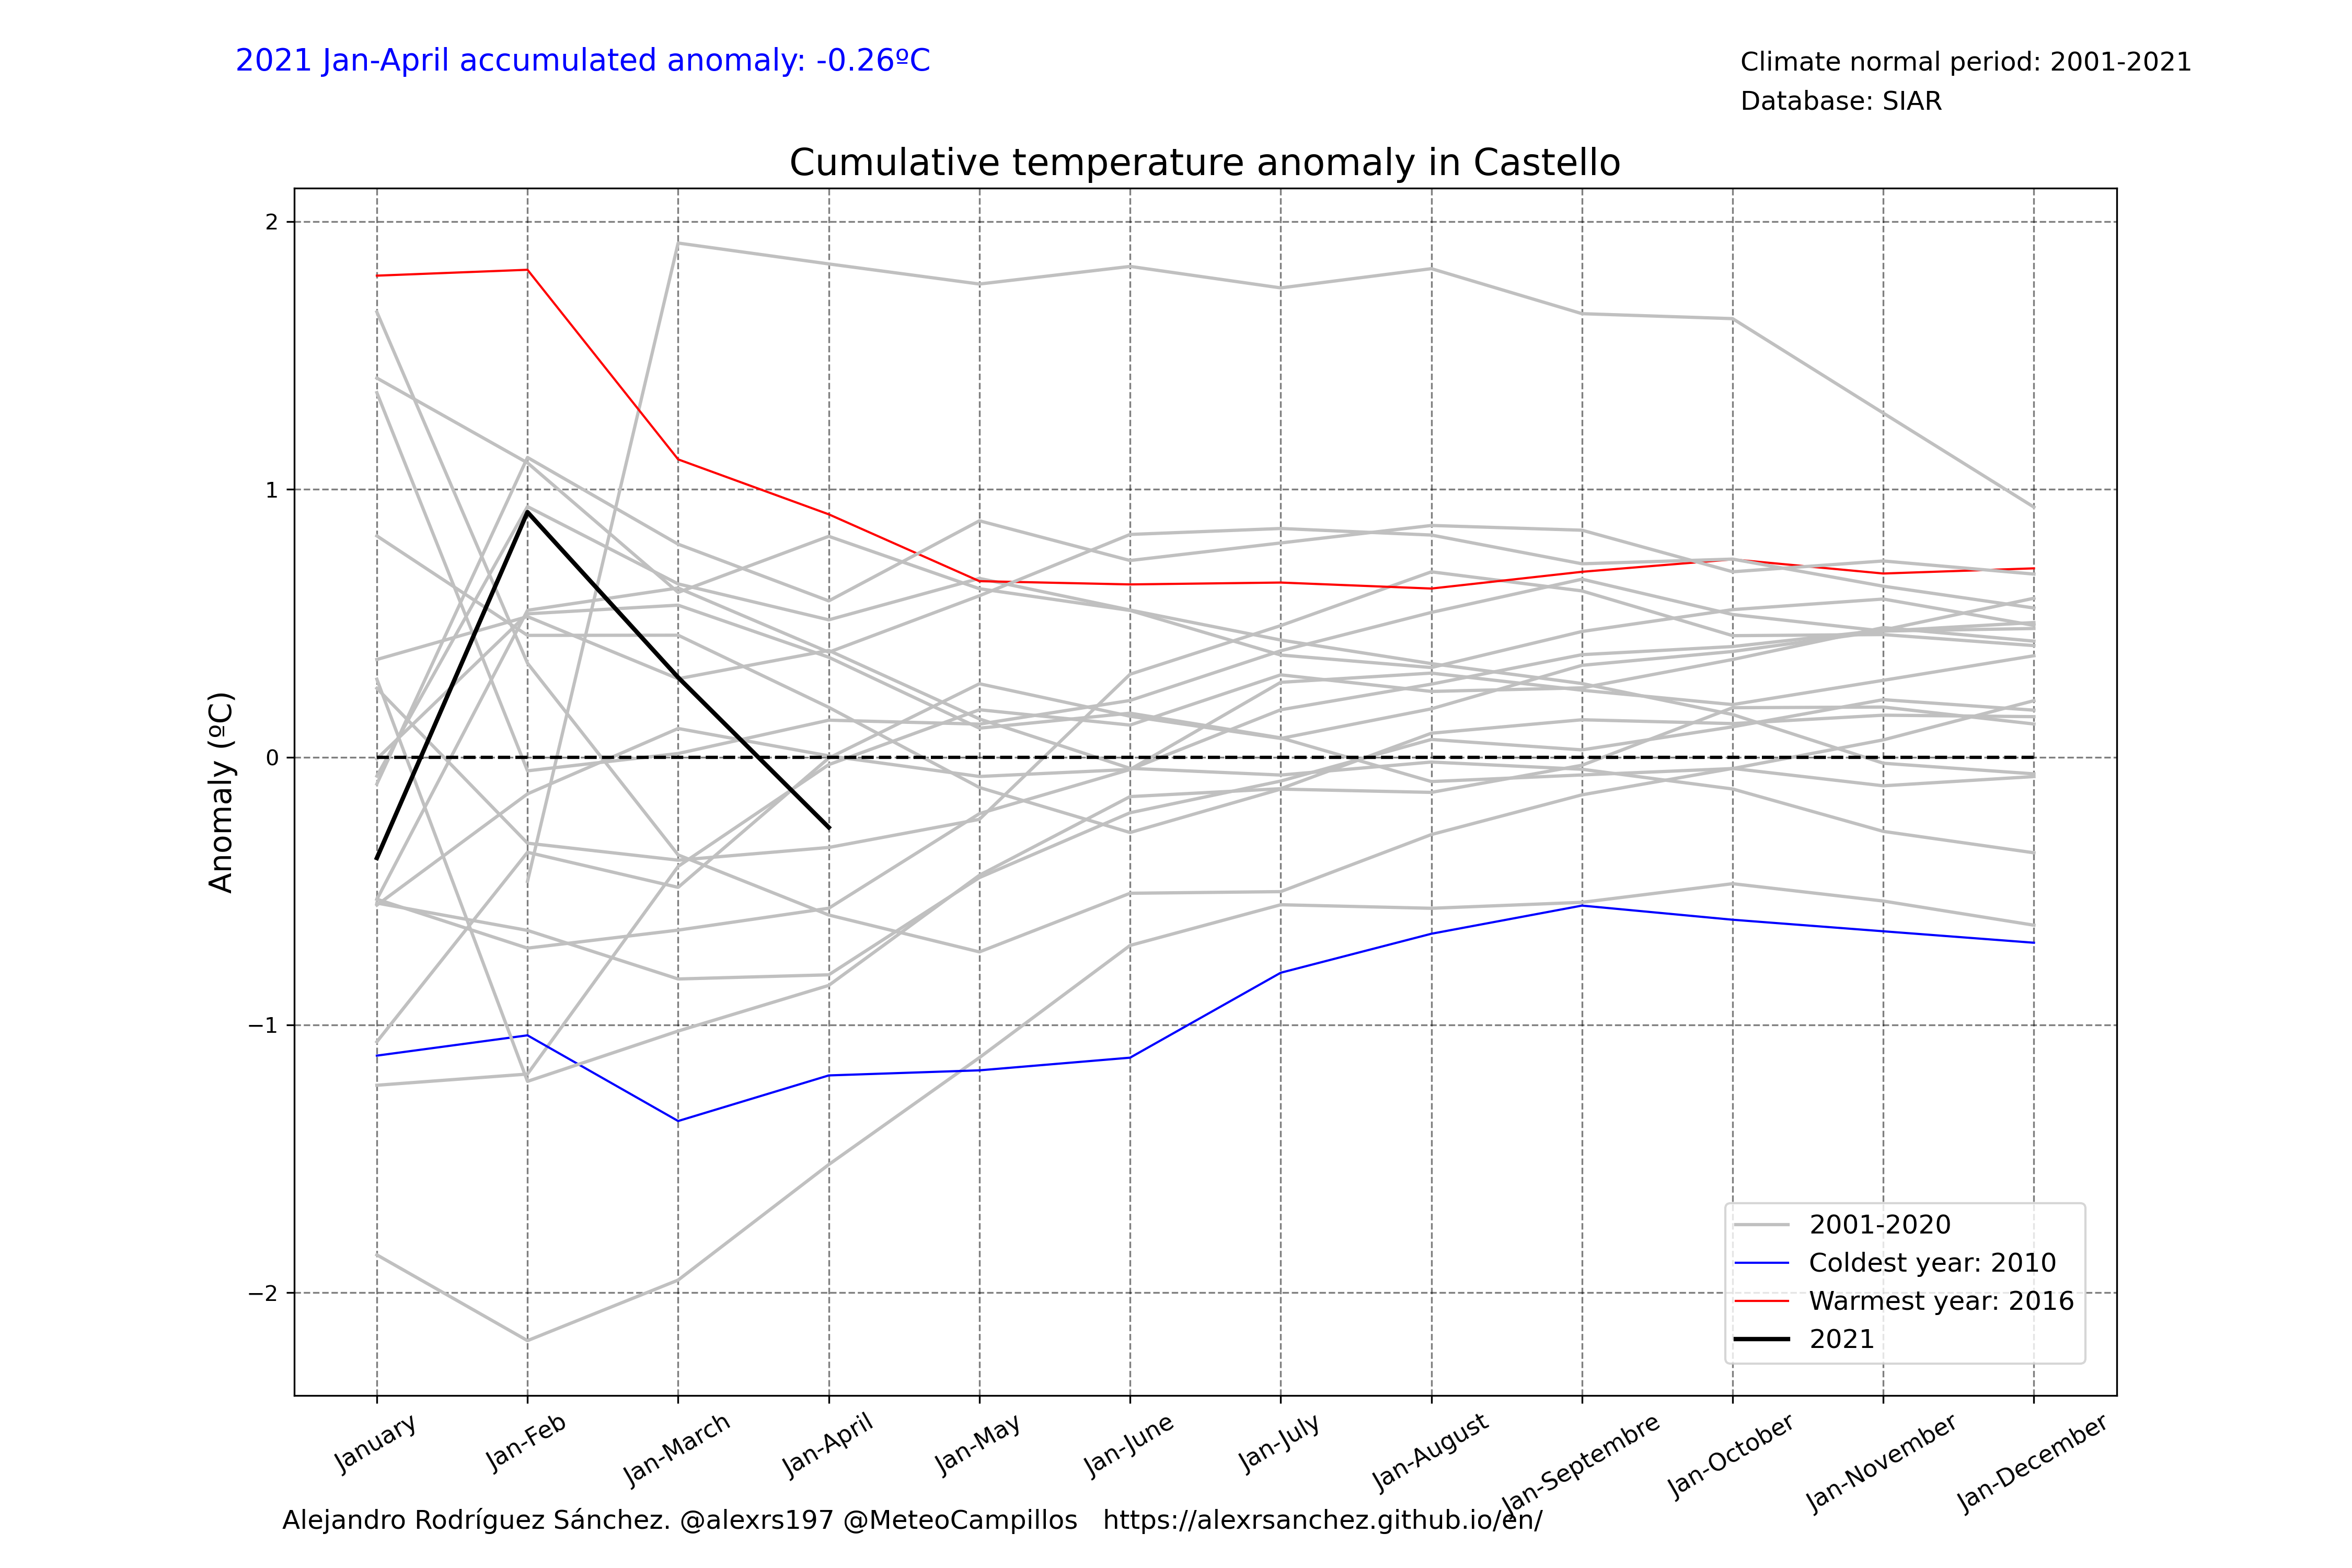 2021 Jan-April accumulated anomaly: -0.26ºC
Climate normal period: 2001-2021
Database: SIAR
Cumulative temperature anomaly in Castello
Anomaly (ºC)
2
1
0
−1
−2
2001-2020
Coldest year: 2010
Warmest year: 2016
2021
January
Jan-Feb
Jan-March
Jan-April
Jan-May
Jan-June
Jan-July
Jan-August
Jan-Septembre
Jan-October
Jan-November
Jan-December
Alejandro Rodríguez Sánchez. @alexrs197 @MeteoCampillos   https://alexrsanchez.github.io/en/